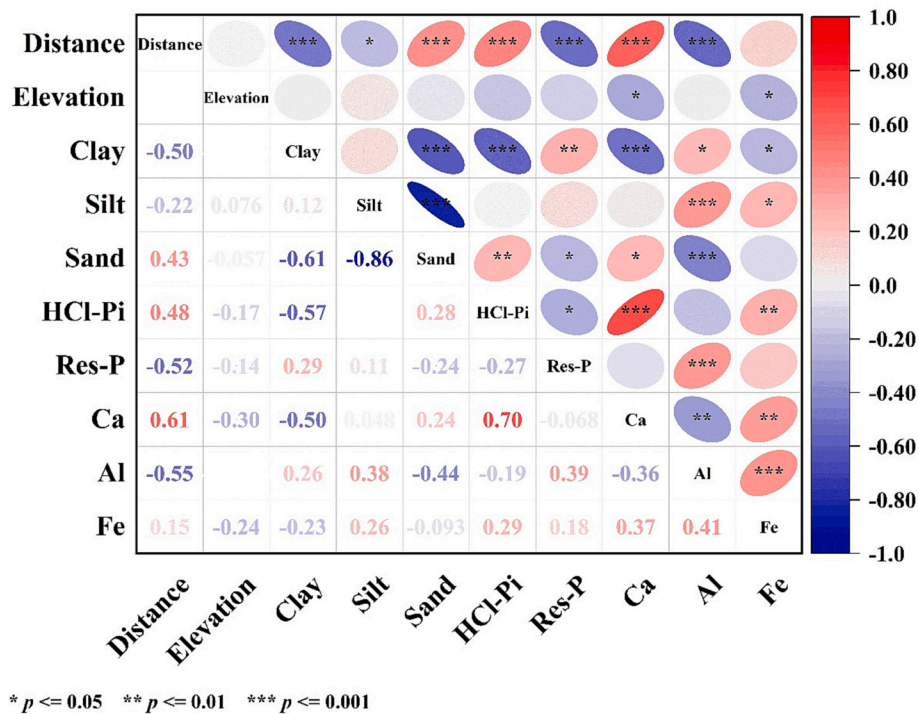 Distance Distance *** * *** *** *** *** *** 1.0
0.80
Elevation Elevation * * 0.60
Clay -0.50 Clay *** *** ** *** * * 0.40
Silt -0.22 0.076 0.12 Silt *** *** * 0.20
Sand 0.43 -0.057 -0.61 -0.86 Sand ** * * *** 0.0
HCl-Pi 0.48 -0.17 -0.57 0.28 HCl-Pi * *** ** -0.20
Res-P -0.52 -0.14 0.29 0.11 -0.24 -0.27 Res-P *** -0.40
Ca 0.61 -0.30 -0.50 0.048 0.24 0.70 -0.068 Ca ** ** -0.60
Al -0.55 0.26 0.38 -0.44 -0.19 0.39 -0.36 Al *** -0.80
Fe 0.15 -0.24 -0.23 0.26 -0.093 0.29 0.18 0.37 0.41 Fe -1.0
Distance Elevation Clay Silt Sand HCl-Pi Res-P Ca Al Fe
* p <= 0.05 ** p <= 0.01 *** p <= 0.001